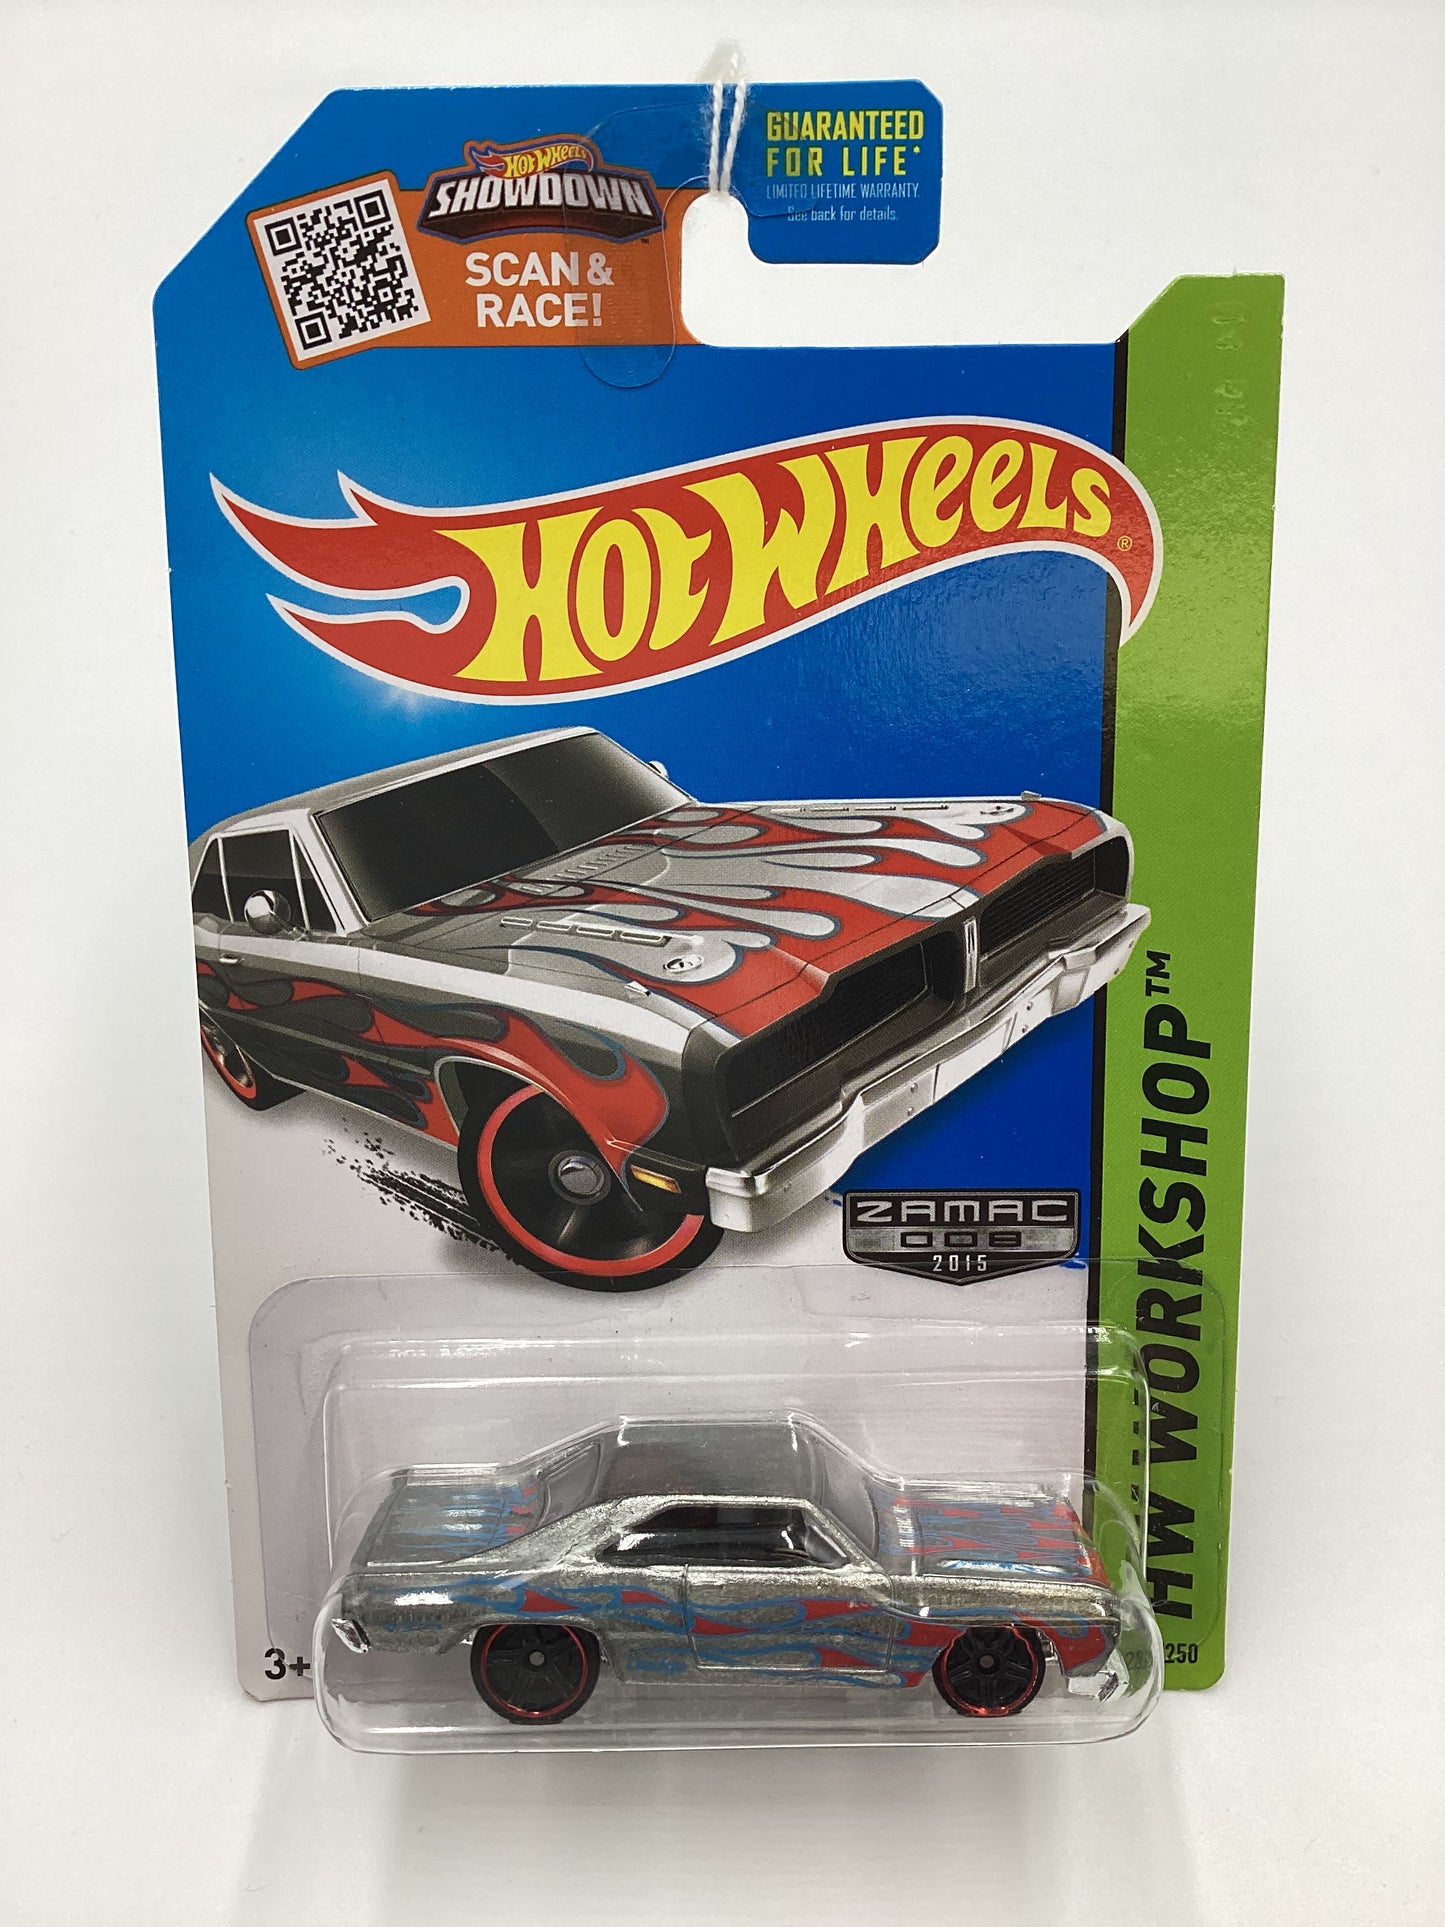 HOT WHEELS
SHOWDOWN™
SCAN &
RACE!
GUARANTEED
FOR LIFE*
LIMITED LIFETIME WARRANTY.
See back for details.
HOT WHEELS®
ZAMAC
008
2015
HW WORKSHOP™
3+
250